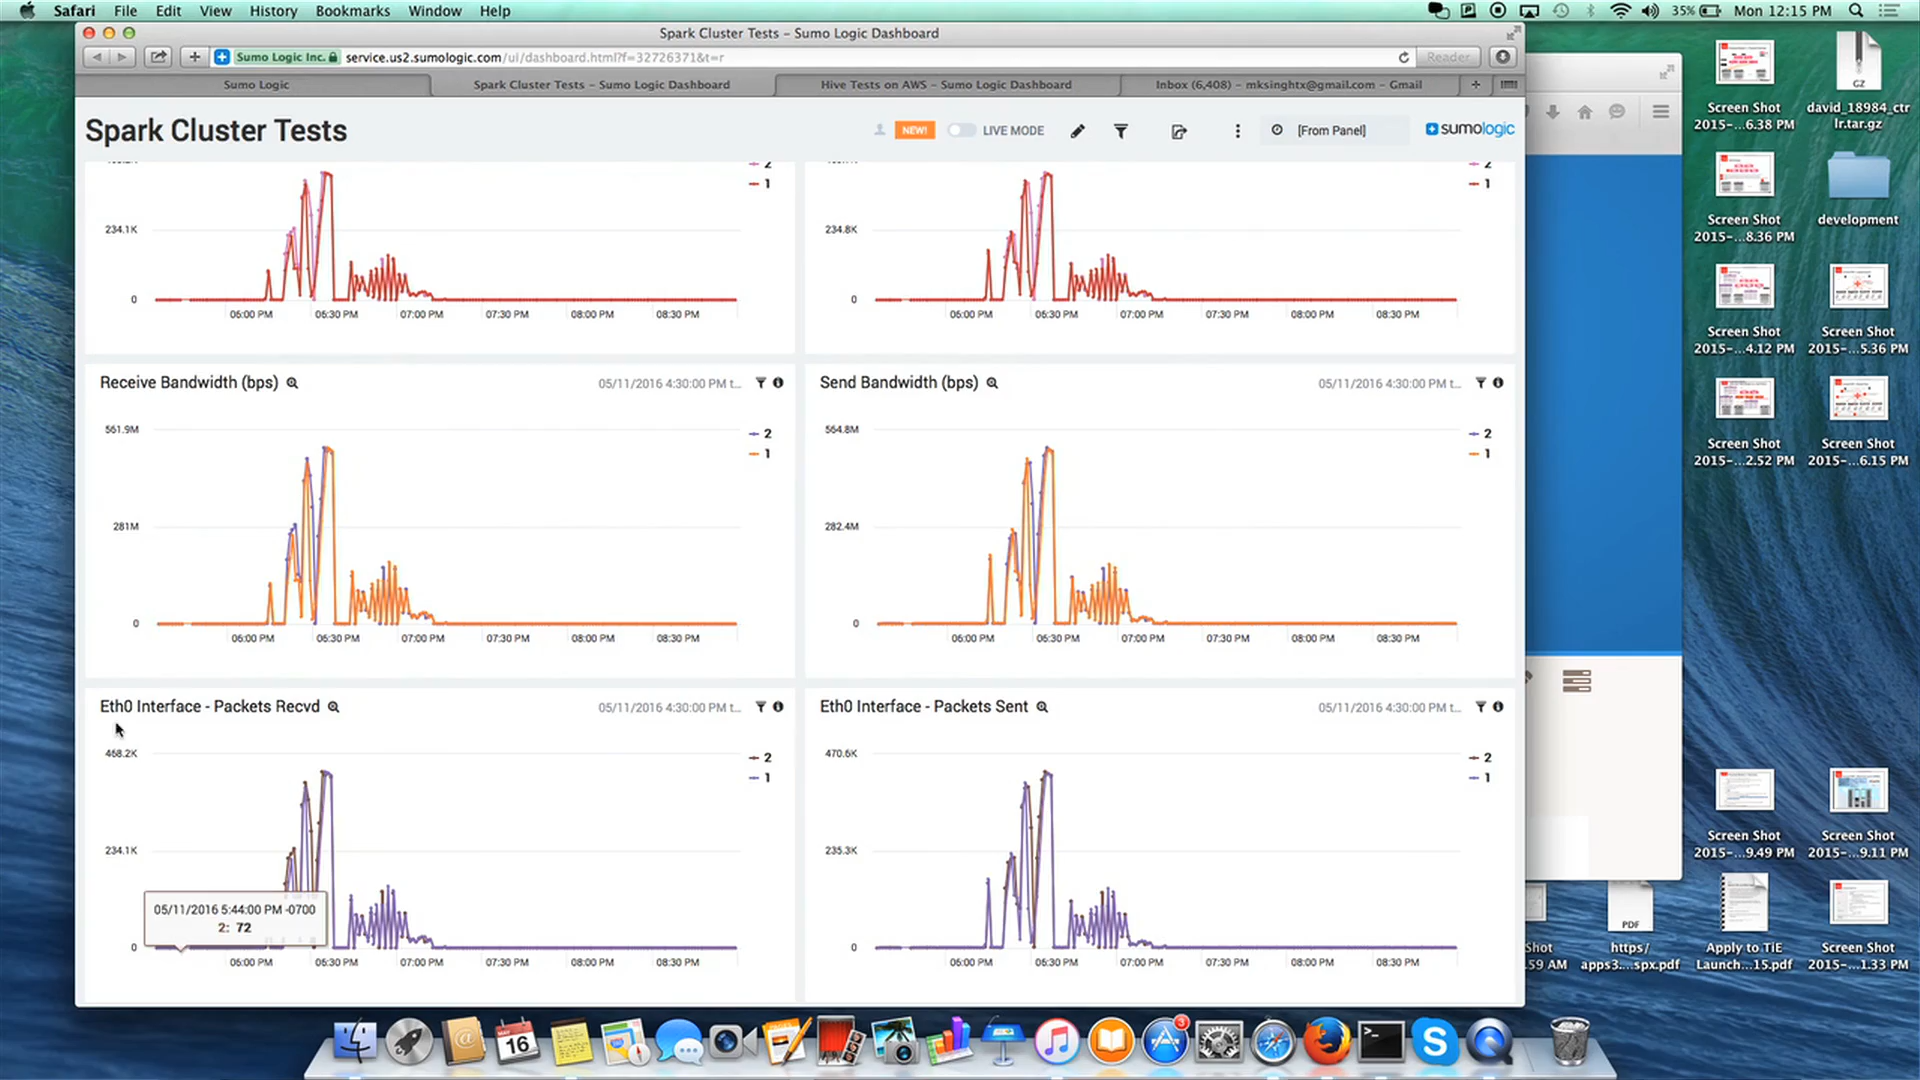 Safari File Edit View History Bookmarks Window Help
35% Mon 12:15 PM
Spark Cluster Tests – Sumo Logic Dashboard
Sumo Logic Inc. service.us2.sumologic.com/ui/dashboard.html?f=32726371&t=r
Reader
Sumo Logic
Spark Cluster Tests – Sumo Logic Dashboard
Hive Tests on AWS – Sumo Logic Dashboard
Inbox (6,408) – mksinghtx@gmail.com – Gmail
Spark Cluster Tests
NEW! LIVE MODE [From Panel] sumologic
2
1
234.1K
0
06:00 PM 06:30 PM 07:00 PM 07:30 PM 08:00 PM 08:30 PM
2
1
234.8K
0
06:00 PM 06:30 PM 07:00 PM 07:30 PM 08:00 PM 08:30 PM
Receive Bandwidth (bps) 05/11/2016 4:30:00 PM t...
561.9M
2
1
281M
0
06:00 PM 06:30 PM 07:00 PM 07:30 PM 08:00 PM 08:30 PM
Send Bandwidth (bps) 05/11/2016 4:30:00 PM t...
564.8M
2
1
282.4M
0
06:00 PM 06:30 PM 07:00 PM 07:30 PM 08:00 PM 08:30 PM
Eth0 Interface - Packets Recvd 05/11/2016 4:30:00 PM t...
468.2K
2
1
234.1K
05/11/2016 5:44:00 PM -0700
2: 72
0
06:00 PM 06:30 PM 07:00 PM 07:30 PM 08:00 PM 08:30 PM
Eth0 Interface - Packets Sent 05/11/2016 4:30:00 PM t...
470.6K
2
1
235.3K
0
06:00 PM 06:30 PM 07:00 PM 07:30 PM 08:00 PM 08:30 PM
GZ
Screen Shot
2015-...6.38 PM
david_18984_ctr
lr.tar.gz
Screen Shot
2015-...8.36 PM
development
Screen Shot
2015-...4.12 PM
Screen Shot
2015-...5.36 PM
Screen Shot
2015-...2.52 PM
Screen Shot
2015-...6.15 PM
Screen Shot
2015-...9.49 PM
Screen Shot
2015-...9.11 PM
Shot
.59 AM
PDF
https/
apps3....spx.pdf
Apply to TiE
Launch...15.pdf
Screen Shot
2015-...1.33 PM
16
3